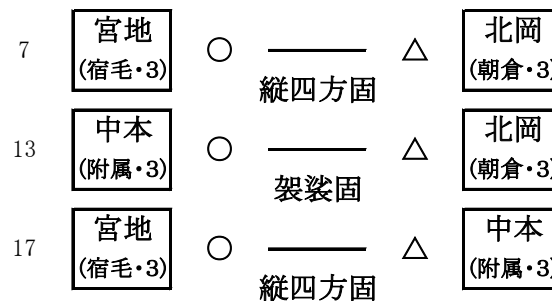 宮地 北岡
7 ○ ― △
(宿毛・3) (朝倉・3)
縦四方固
中本 北岡
13 ○ ― △
(附属・3) (朝倉・3)
袈裟固
宮地 中本
17 ○ ― △
(宿毛・3) (附属・3)
縦四方固